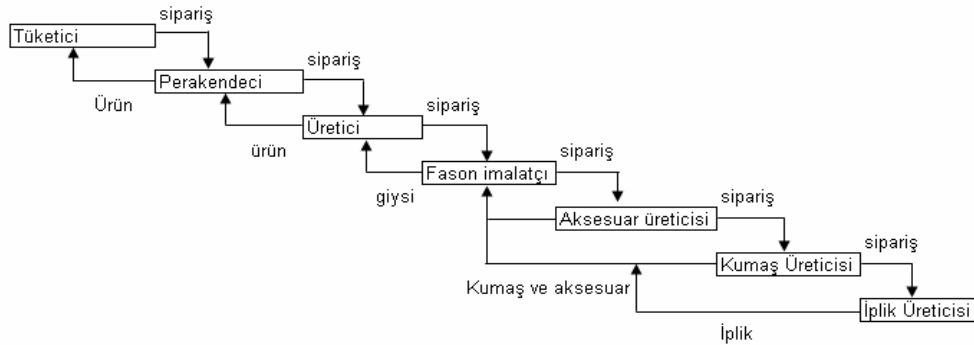 sipariş
Tüketici
sipariş
Perakendeci
Ürün
sipariş
Üretici
ürün
sipariş
Fason imalatçı
giysi
sipariş
Aksesuar üreticisi
sipariş
Kumaş Üreticisi
Kumaş ve aksesuar
İplik Üreticisi
İplik